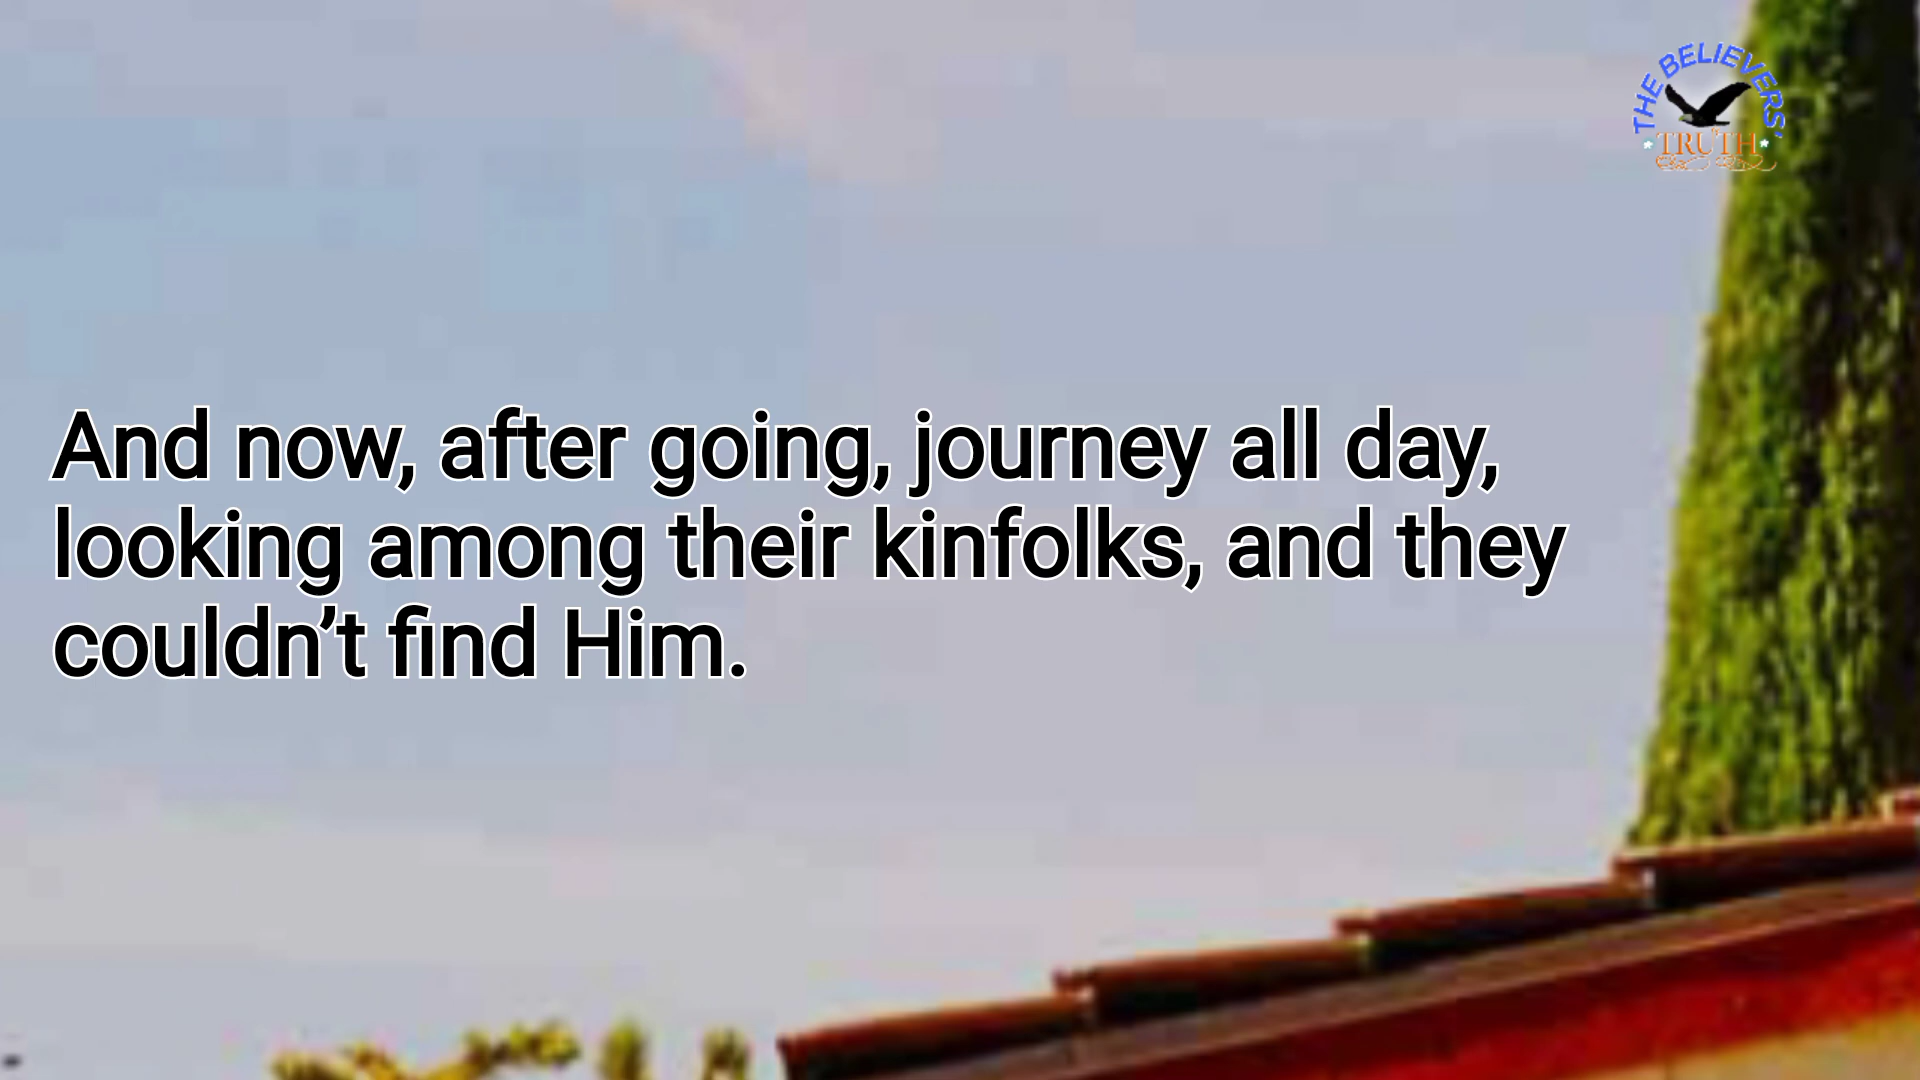 THE BELIEVERS'
TRUTH
And now, after going, journey all day,
looking among their kinfolks, and they
couldn’t find Him.